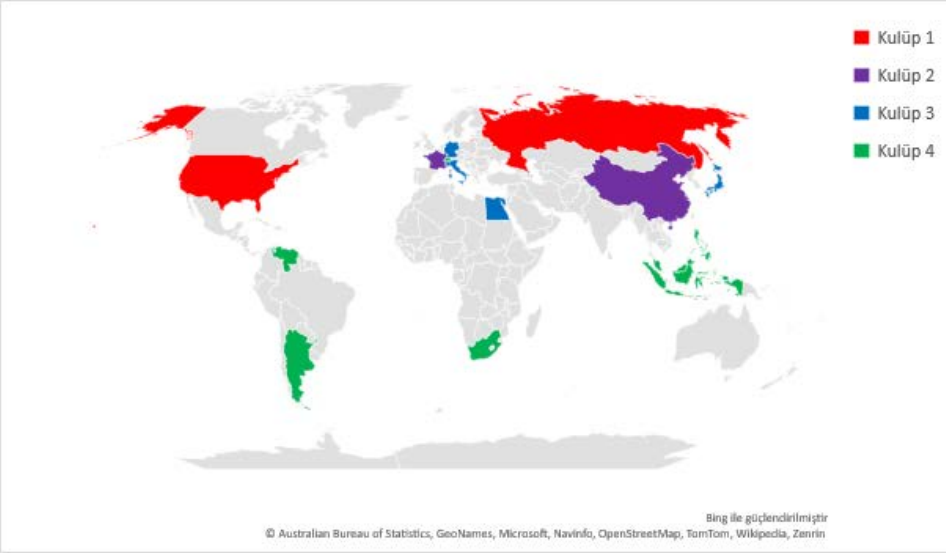 Kulüp 1
Kulüp 2
Kulüp 3
Kulüp 4
Bing ile güçlendirilmiştir
© Australian Bureau of Statistics, GeoNames, Microsoft, Navinfo, OpenStreetMap, TomTom, Wikipedia, Zenrin